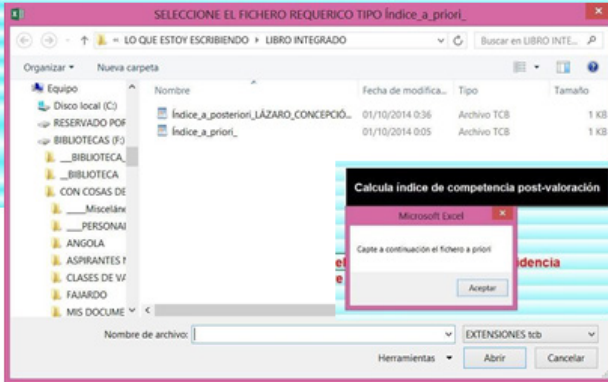 SELECCIONE EL FICHERO REQUERICO TIPO Índice_a_priori_
« LO QUE ESTOY ESCRIBIENDO ▸ LIBRO INTEGRADO
Buscar en LIBRO INTE...
Organizar ▾ Nueva carpeta
Equipo
Disco local (C:)
RESERVADO POR
BIBLIOTECAS (F:)
__BIBLIOTECA_
_BIBLIOTECA
CON COSAS DE
___Misceláne
___PERSONAI
ANGOLA
ASPIRANTES
CLASES DE VA
FAJARDO
MIS DOCUME
Nombre Fecha de modifica... Tipo Tamaño
Índice_a_posteriori_LÁZARO_CONCEPCIÓ... 01/10/2014 0:36 Archivo TCB 1 KB
Índice_a_priori_ 01/10/2014 0:05 Archivo TCB 1 KB
Calcula índice de competencia post-valoración
Microsoft Excel
Capte a continuación el fichero a priori
Aceptar
el
idencia
e
Nombre de archivo: EXTENSIONES tcb
Herramientas ▾ Abrir Cancelar